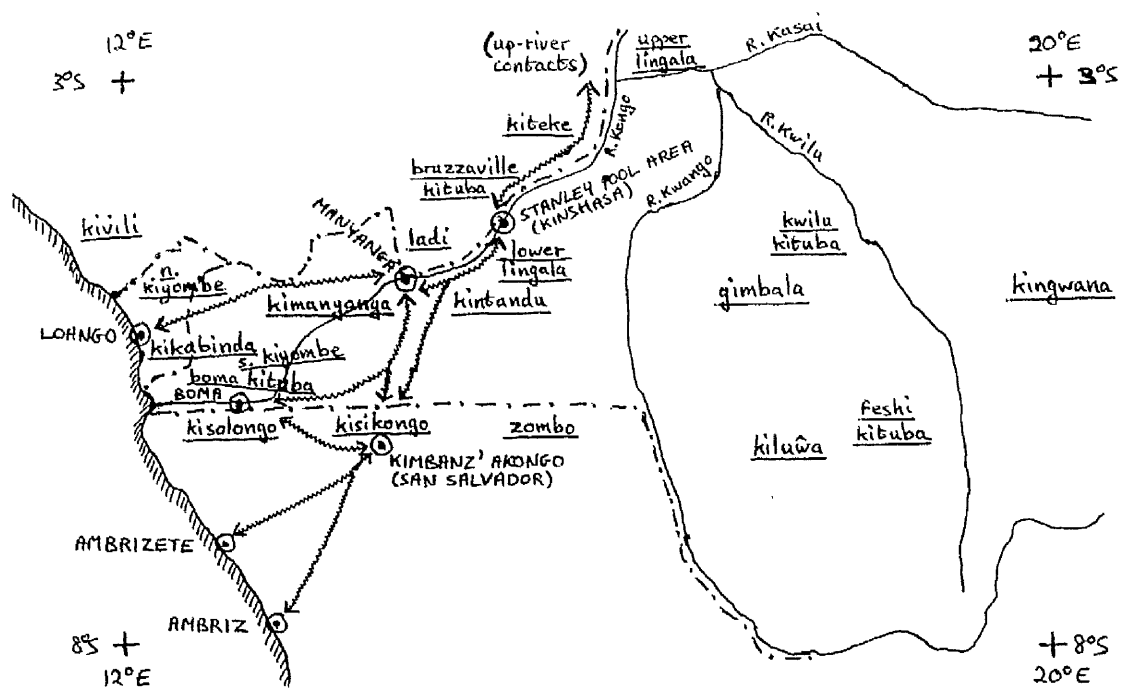 12°E
3°S
(up-river
contacts)
upper
lingala
R. Kasai
20°E
3°S
kiteke
R. Kongo
R. Kwilu
bruzzaville
kituba
STANLEY POOL AREA
(KINSHASA)
R. Kwango
MANYANGA
kivili
ladi
kwilu
kituba
n.
kiyombe
lower
lingala
kimanyanga
kintandu
gimbala
kingwana
LOHNGO
kikabinda
s. kiyombe
boma kituba
BOMA
feshi
kituba
kisolongo
kisikongo
zombo
kiluŵa
KIMBANZ' AKONGO
(SAN SALVADOR)
AMBRIZETE
AMBRIZ
8°S
12°E
8°S
20°E